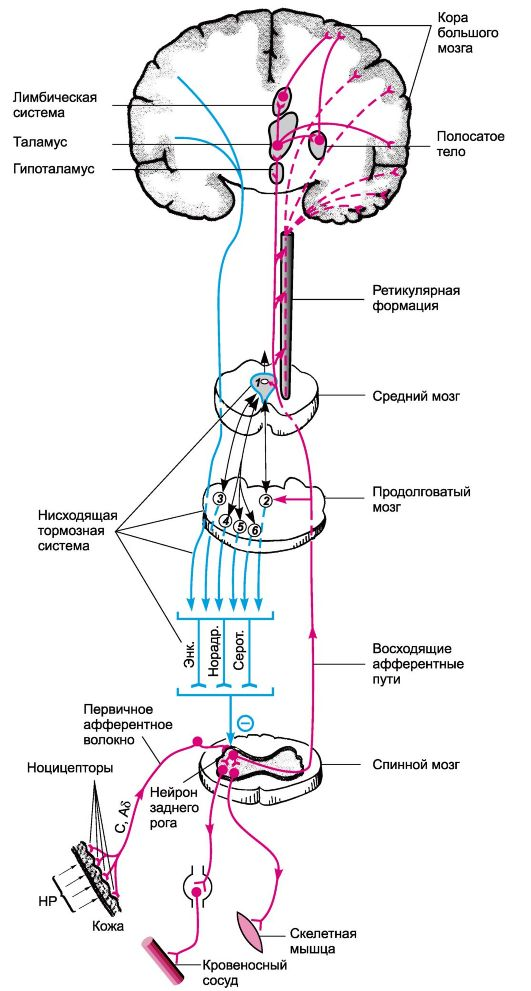 Кора
большого
мозга
Лимбическая
система
Таламус
Гипоталамус
Полосатое
тело
Ретикулярная
формация
1
Средний мозг
3
2
4
5
6
Продолговатый
мозг
Нисходящая
тормозная
система
Энк.
Норадр.
Серот.
Восходящие
афферентные
пути
Первичное
афферентное
волокно
–
Ноцицепторы
Спинной мозг
Нейрон
заднего
рога
С, Аδ
НР
Кожа
Скелетная
мышца
Кровеносный
сосуд